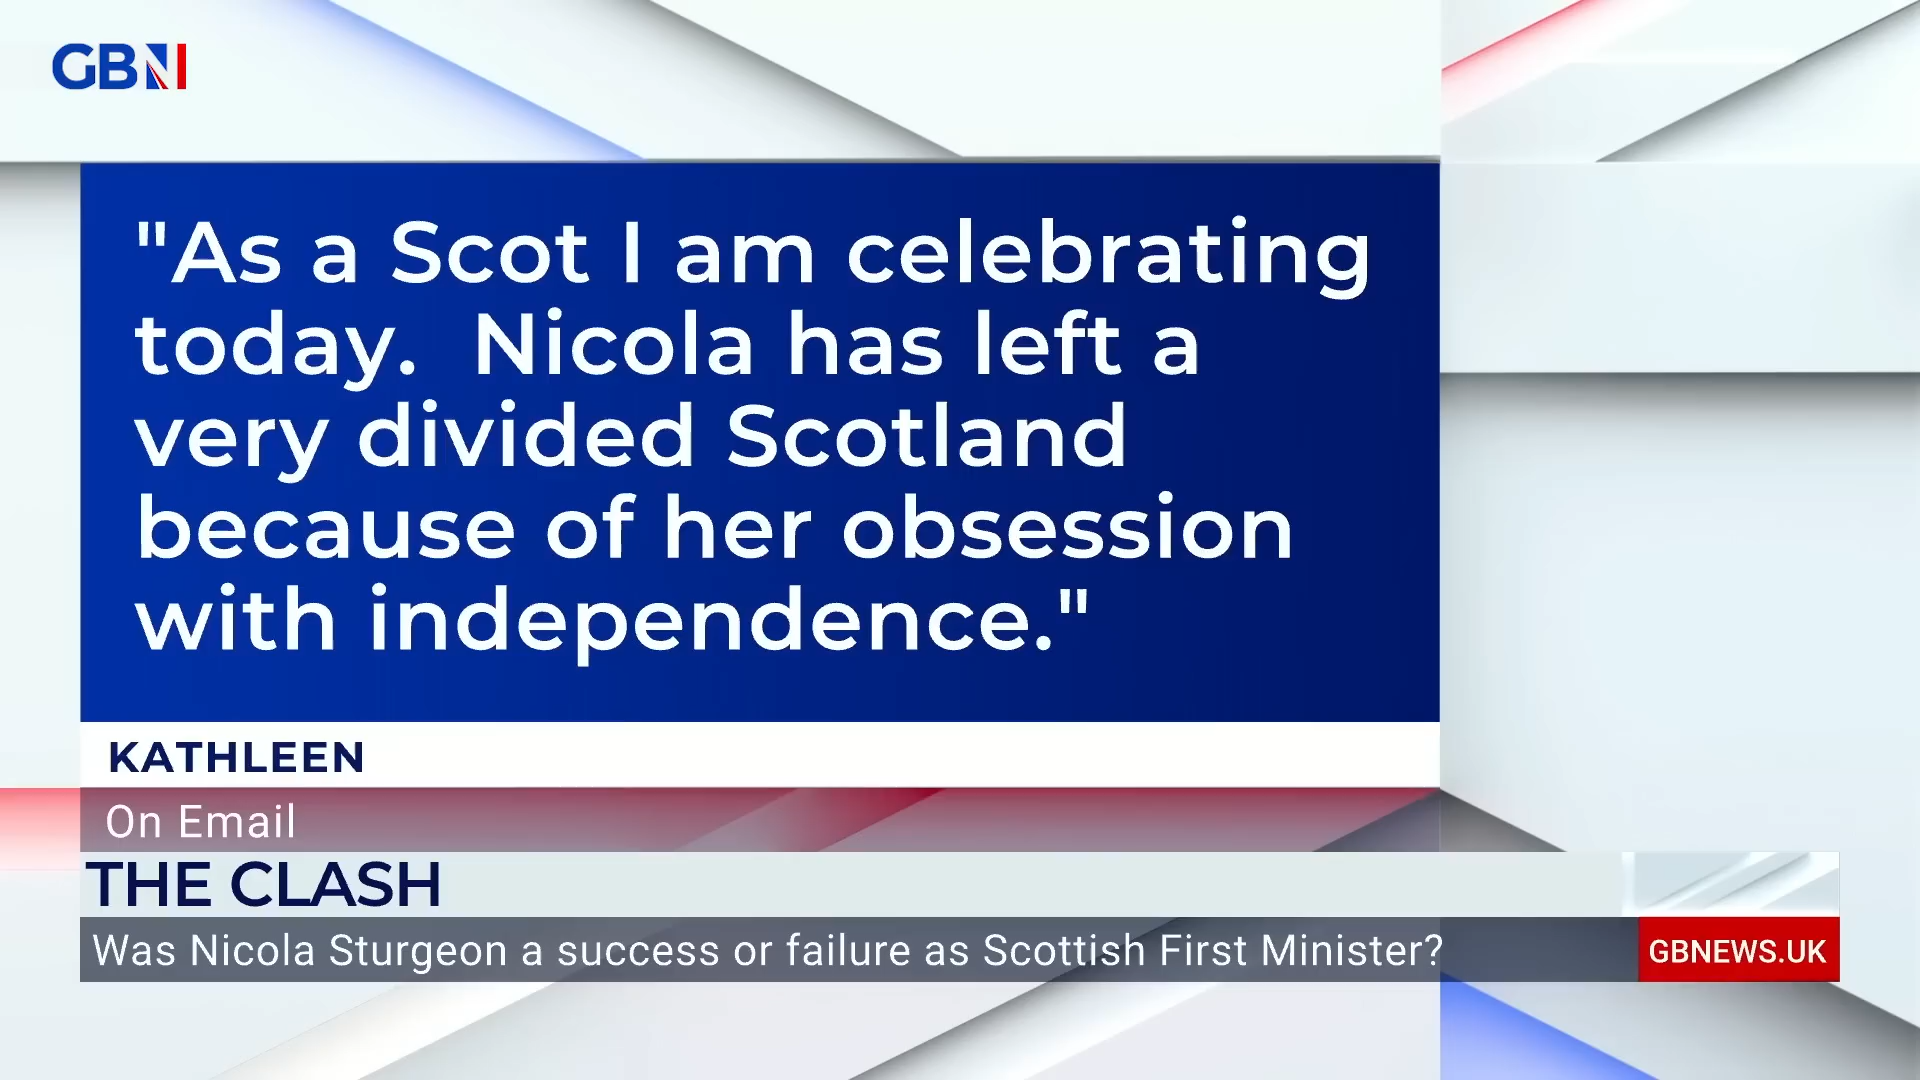 GBN
"As a Scot I am celebrating
today.  Nicola has left a
very divided Scotland
because of her obsession
with independence."
KATHLEEN
On Email
THE CLASH
Was Nicola Sturgeon a success or failure as Scottish First Minister?
GBNEWS.UK